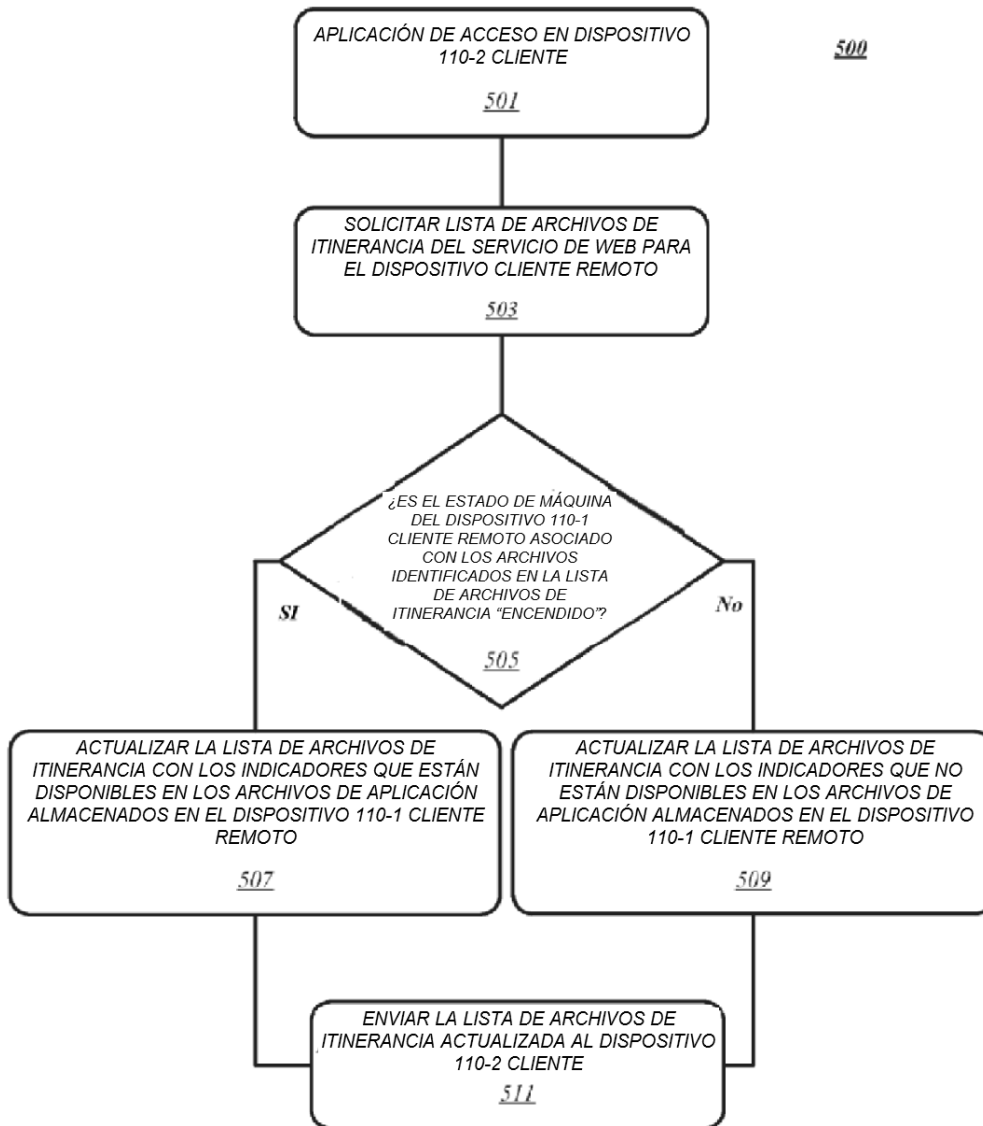 APLICACIÓN DE ACCESO EN DISPOSITIVO
110-2 CLIENTE
501
500
SOLICITAR LISTA DE ARCHIVOS DE
ITINERANCIA DEL SERVICIO DE WEB PARA
EL DISPOSITIVO CLIENTE REMOTO
503
¿ES EL ESTADO DE MÁQUINA
DEL DISPOSITIVO 110-1
CLIENTE REMOTO ASOCIADO
CON LOS ARCHIVOS
IDENTIFICADOS EN LA LISTA
DE ARCHIVOS DE
ITINERANCIA “ENCENDIDO”?
505
SI
No
ACTUALIZAR LA LISTA DE ARCHIVOS DE
ITINERANCIA CON LOS INDICADORES QUE ESTÁN
DISPONIBLES EN LOS ARCHIVOS DE APLICACIÓN
ALMACENADOS EN EL DISPOSITIVO 110-1 CLIENTE
REMOTO
507
ACTUALIZAR LA LISTA DE ARCHIVOS DE
ITINERANCIA CON LOS INDICADORES QUE NO
ESTÁN DISPONIBLES EN LOS ARCHIVOS DE
APLICACIÓN ALMACENADOS EN EL DISPOSITIVO
110-1 CLIENTE REMOTO
509
ENVIAR LA LISTA DE ARCHIVOS DE
ITINERANCIA ACTUALIZADA AL DISPOSITIVO
110-2 CLIENTE
511